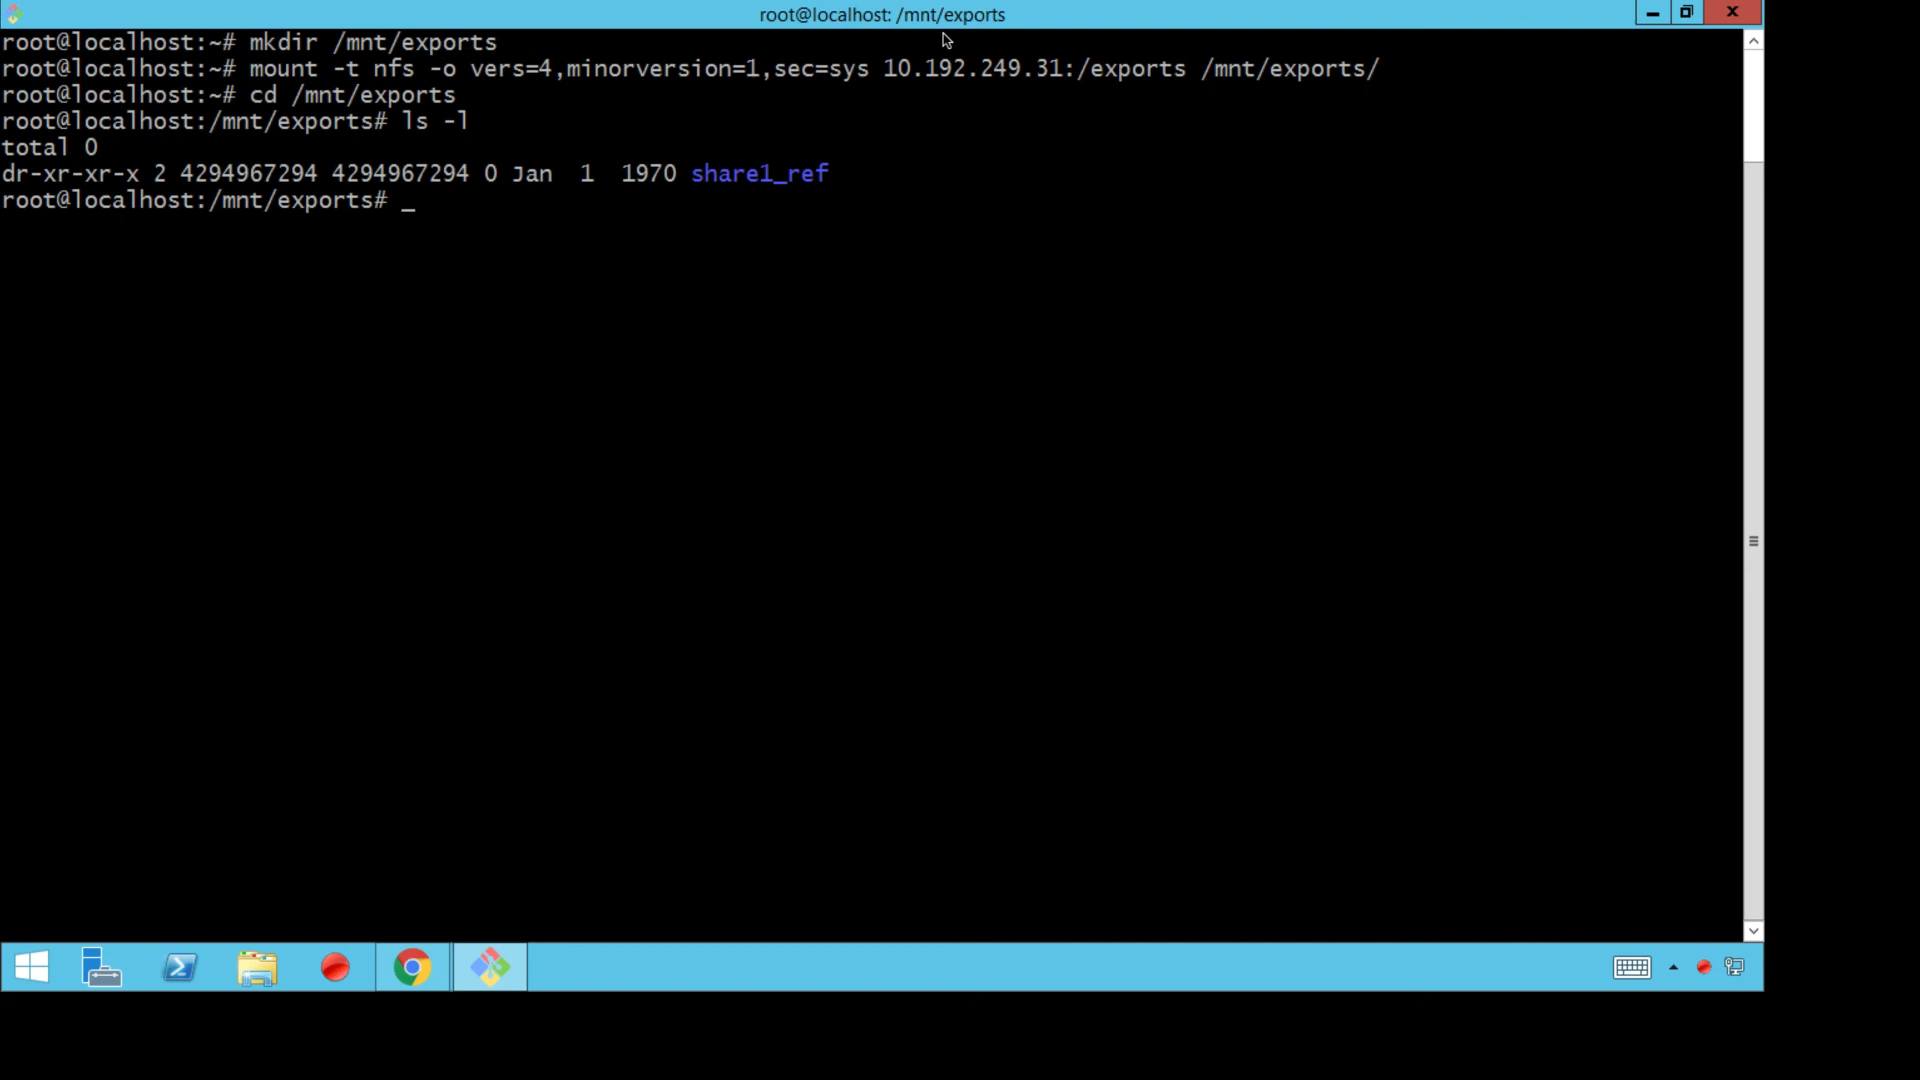 root@localhost: /mnt/exports
root@localhost:~# mkdir /mnt/exports
root@localhost:~# mount -t nfs -o vers=4,minorversion=1,sec=sys 10.192.249.31:/exports /mnt/exports/
root@localhost:~# cd /mnt/exports
root@localhost:/mnt/exports# ls -l
total 0
dr-xr-xr-x 2 4294967294 4294967294 0 Jan  1  1970 share1_ref
root@localhost:/mnt/exports# _